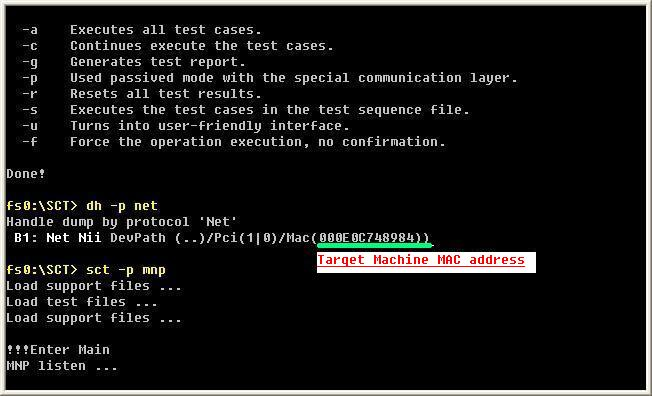 -a    Executes all test cases.
-c    Continues execute the test cases.
-g    Generates test report.
-p    Used passived mode with the special communication layer.
-r    Resets all test results.
-s    Executes the test cases in the test sequence file.
-u    Turns into user-friendly interface.
-f    Force the operation execution, no confirmation.
Done!
fs0:\SCT> dh -p net
Handle dump by protocol 'Net'
B1: Net Nii DevPath (..)/Pci(1|0)/Mac(000E0C748984))
Target Machine MAC address
fs0:\SCT> sct -p mnp
Load support files ...
Load test files ...
Load support files ...
!!!Enter Main
MNP listen ...